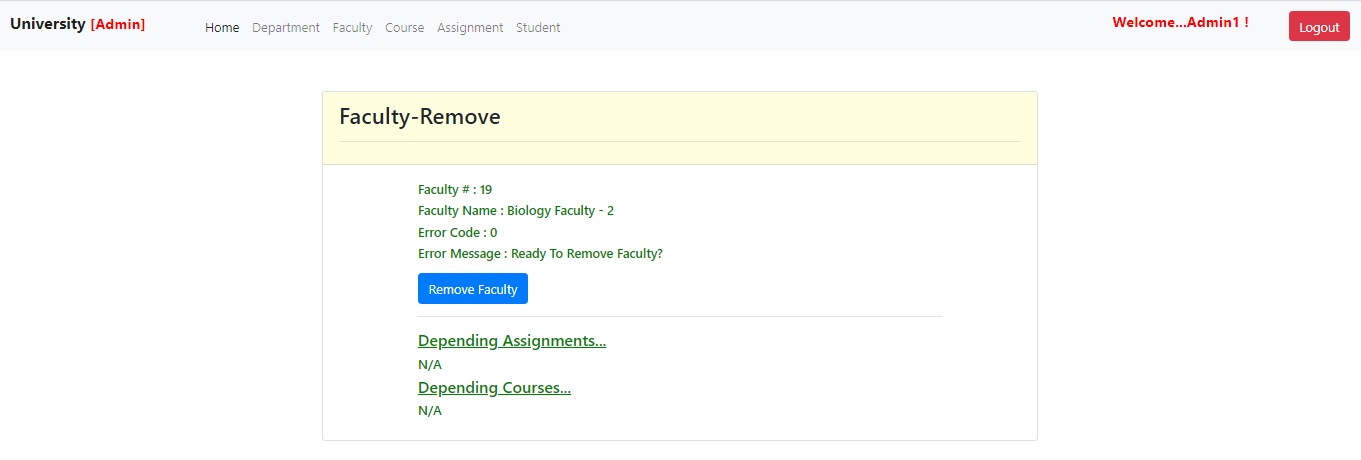 University [Admin] Home Department Faculty Course Assignment Student Welcome...Admin1 ! Logout
Faculty-Remove
Faculty # : 19
Faculty Name : Biology Faculty - 2
Error Code : 0
Error Message : Ready To Remove Faculty?
Remove Faculty
Depending Assignments...
N/A
Depending Courses...
N/A